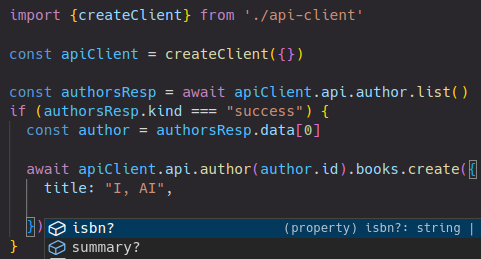 import {createClient} from './api-client'
const apiClient = createClient({})
const authorsResp = await apiClient.api.author.list()
if (authorsResp.kind === "success") {
const author = authorsResp.data[0]
await apiClient.api.author(author.id).books.create({
title: "I, AI",
})
isbn? (property) isbn?: string |
summary?
}